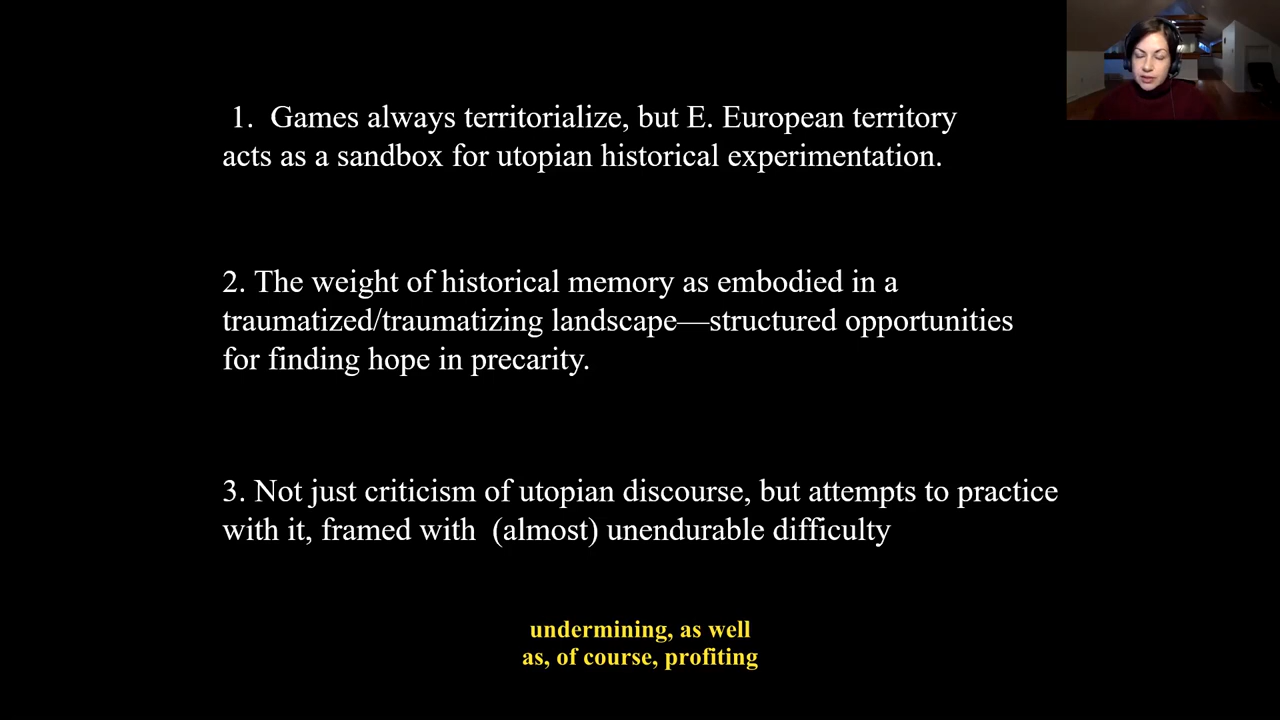 1. Games always territorialize, but E. European territory
acts as a sandbox for utopian historical experimentation.
2. The weight of historical memory as embodied in a
traumatized/traumatizing landscape—structured opportunities
for finding hope in precarity.
3. Not just criticism of utopian discourse, but attempts to practice
with it, framed with (almost) unendurable difficulty
undermining, as well
as, of course, profiting